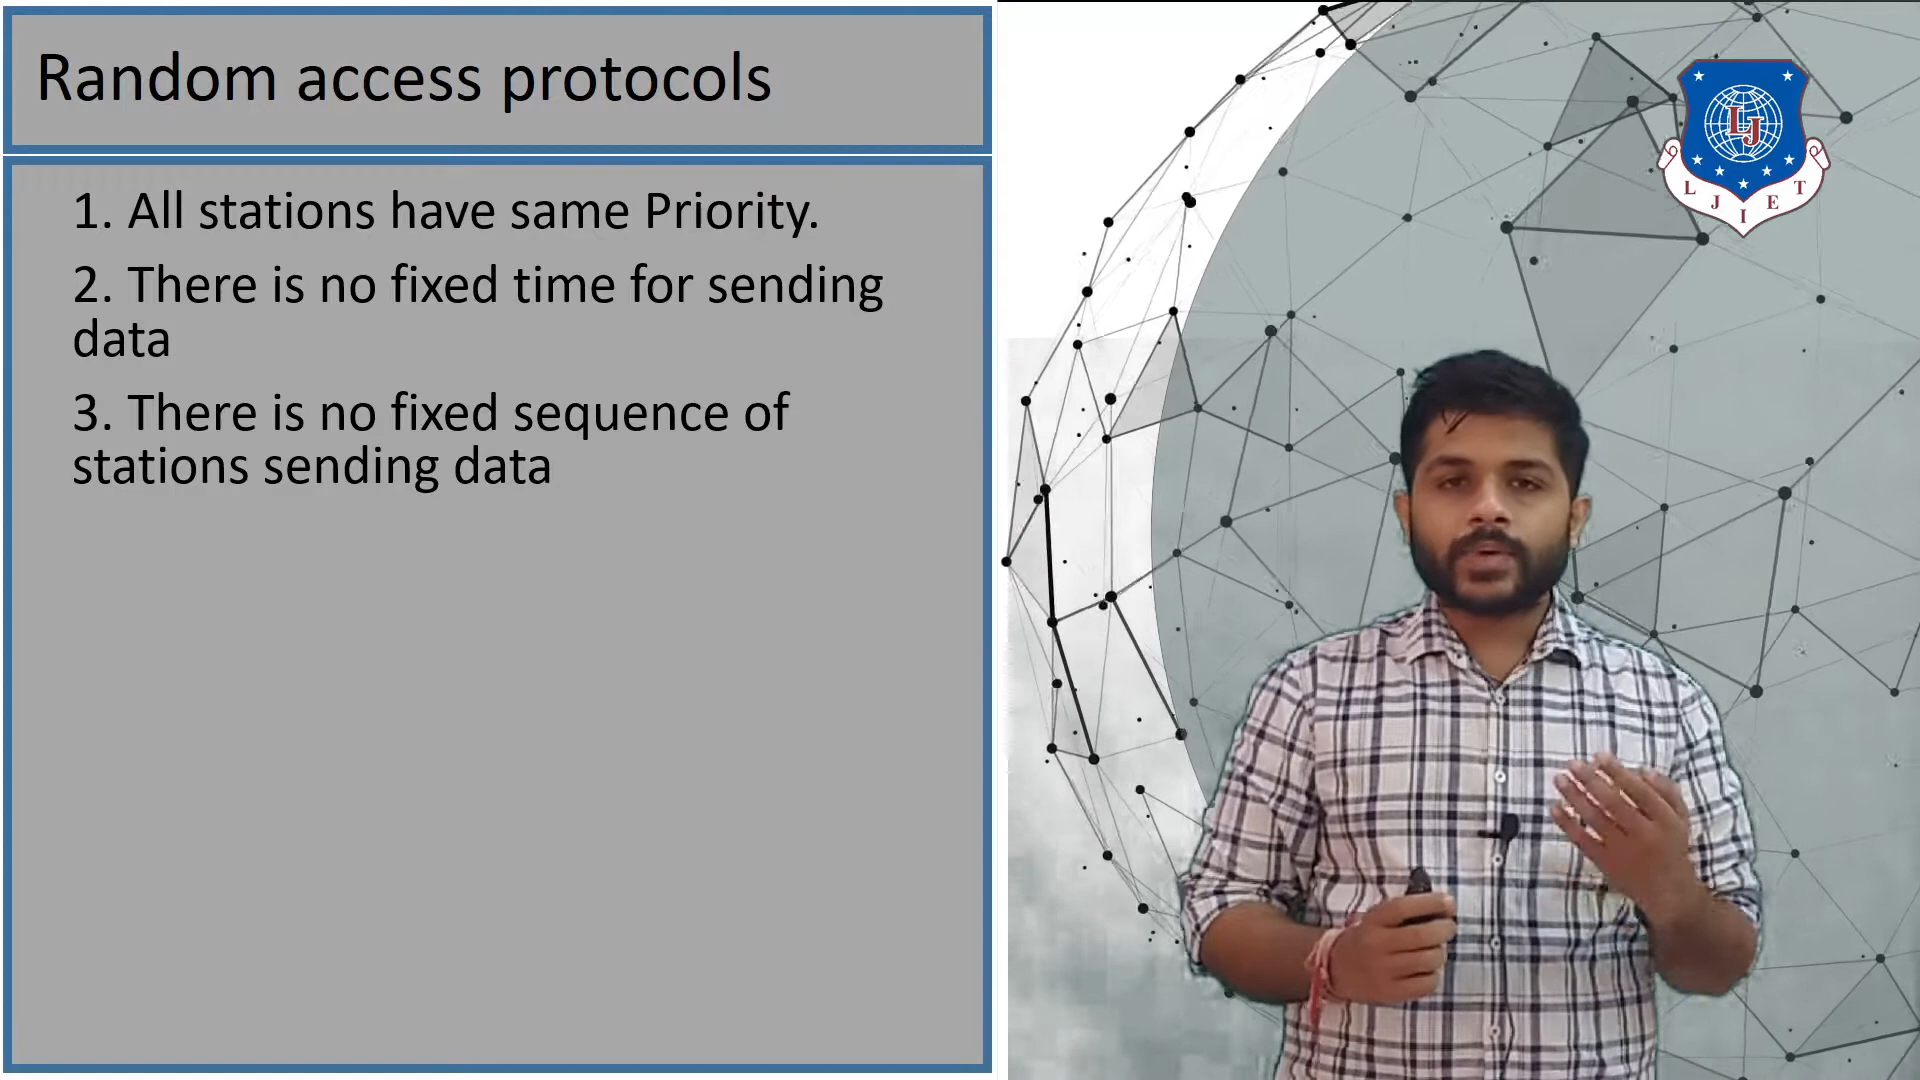 Random access protocols
1. All stations have same Priority.
2. There is no fixed time for sending
data
3. There is no fixed sequence of
stations sending data
LJ
L J I E T